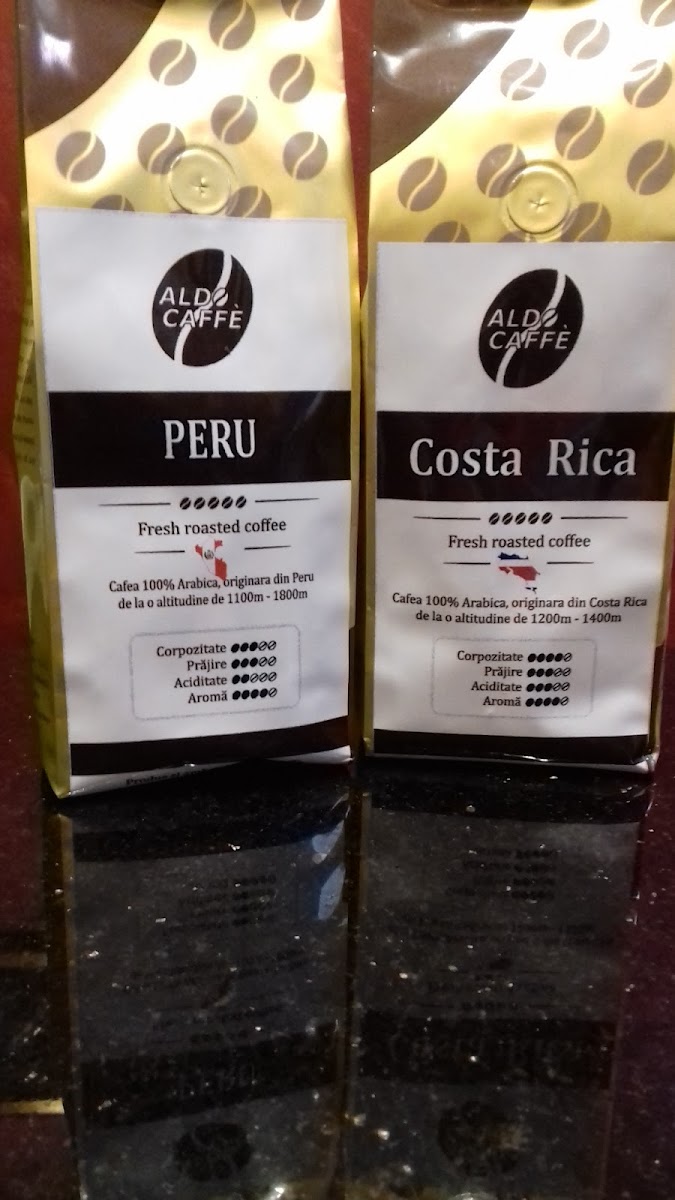 ALDO
CAFFÈ
PERU
Fresh roasted coffee
Cafea 100% Arabica, originara din Peru
de la o altitudine de 1100m - 1800m
Corpozitate
Prăjire
Aciditate
Aromă
ALDO
CAFFÈ
Costa Rica
Fresh roasted coffee
Cafea 100% Arabica, originara din Costa Rica
de la o altitudine de 1200m - 1400m
Corpozitate
Prăjire
Aciditate
Aromă